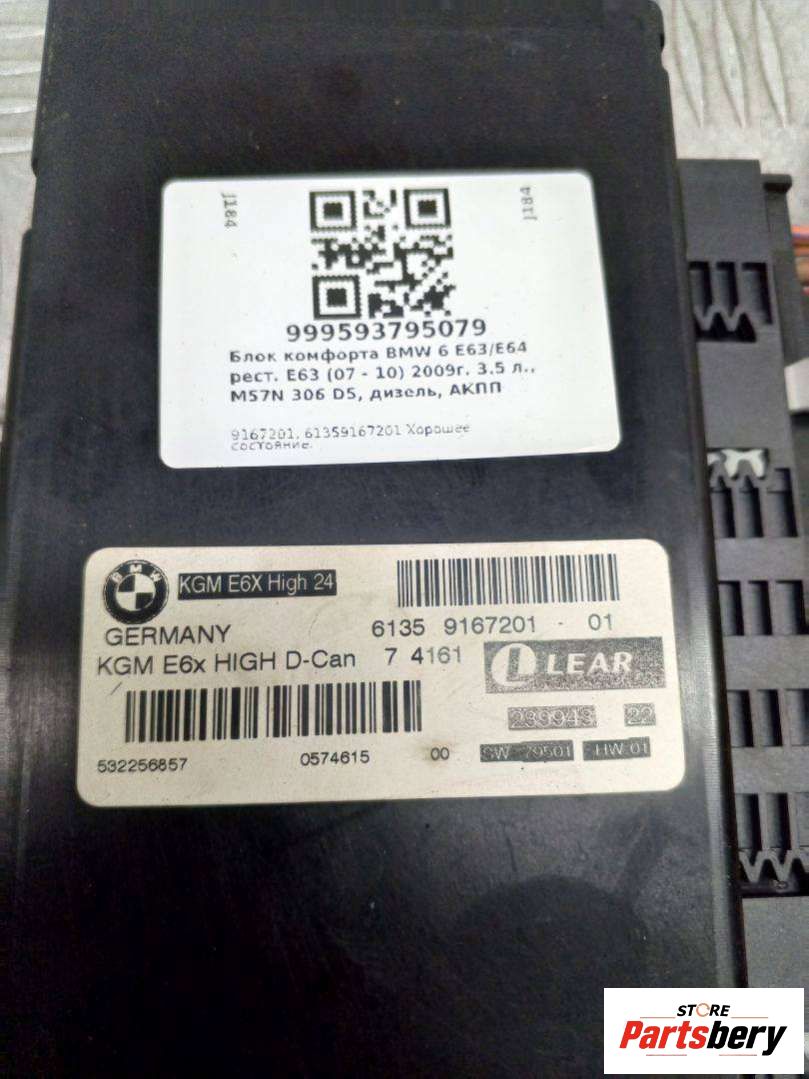 J184
J184
999593795079
Блок комфорта BMW 6 E63/E64
рест. E63 (07 - 10) 2009г. 3.5 л.,
M57N 306 D5, дизель, АКПП
9167201, 61359167201 Хорошее
состояние.
BMW
KGM E6X High 24
GERMANY
6135 9167201 - 01
KGM E6x HIGH D-Can 7 4161
LEAR
239943 22
532256857 0574615 00 SW 79501 HW 01
STORE
Partsbery